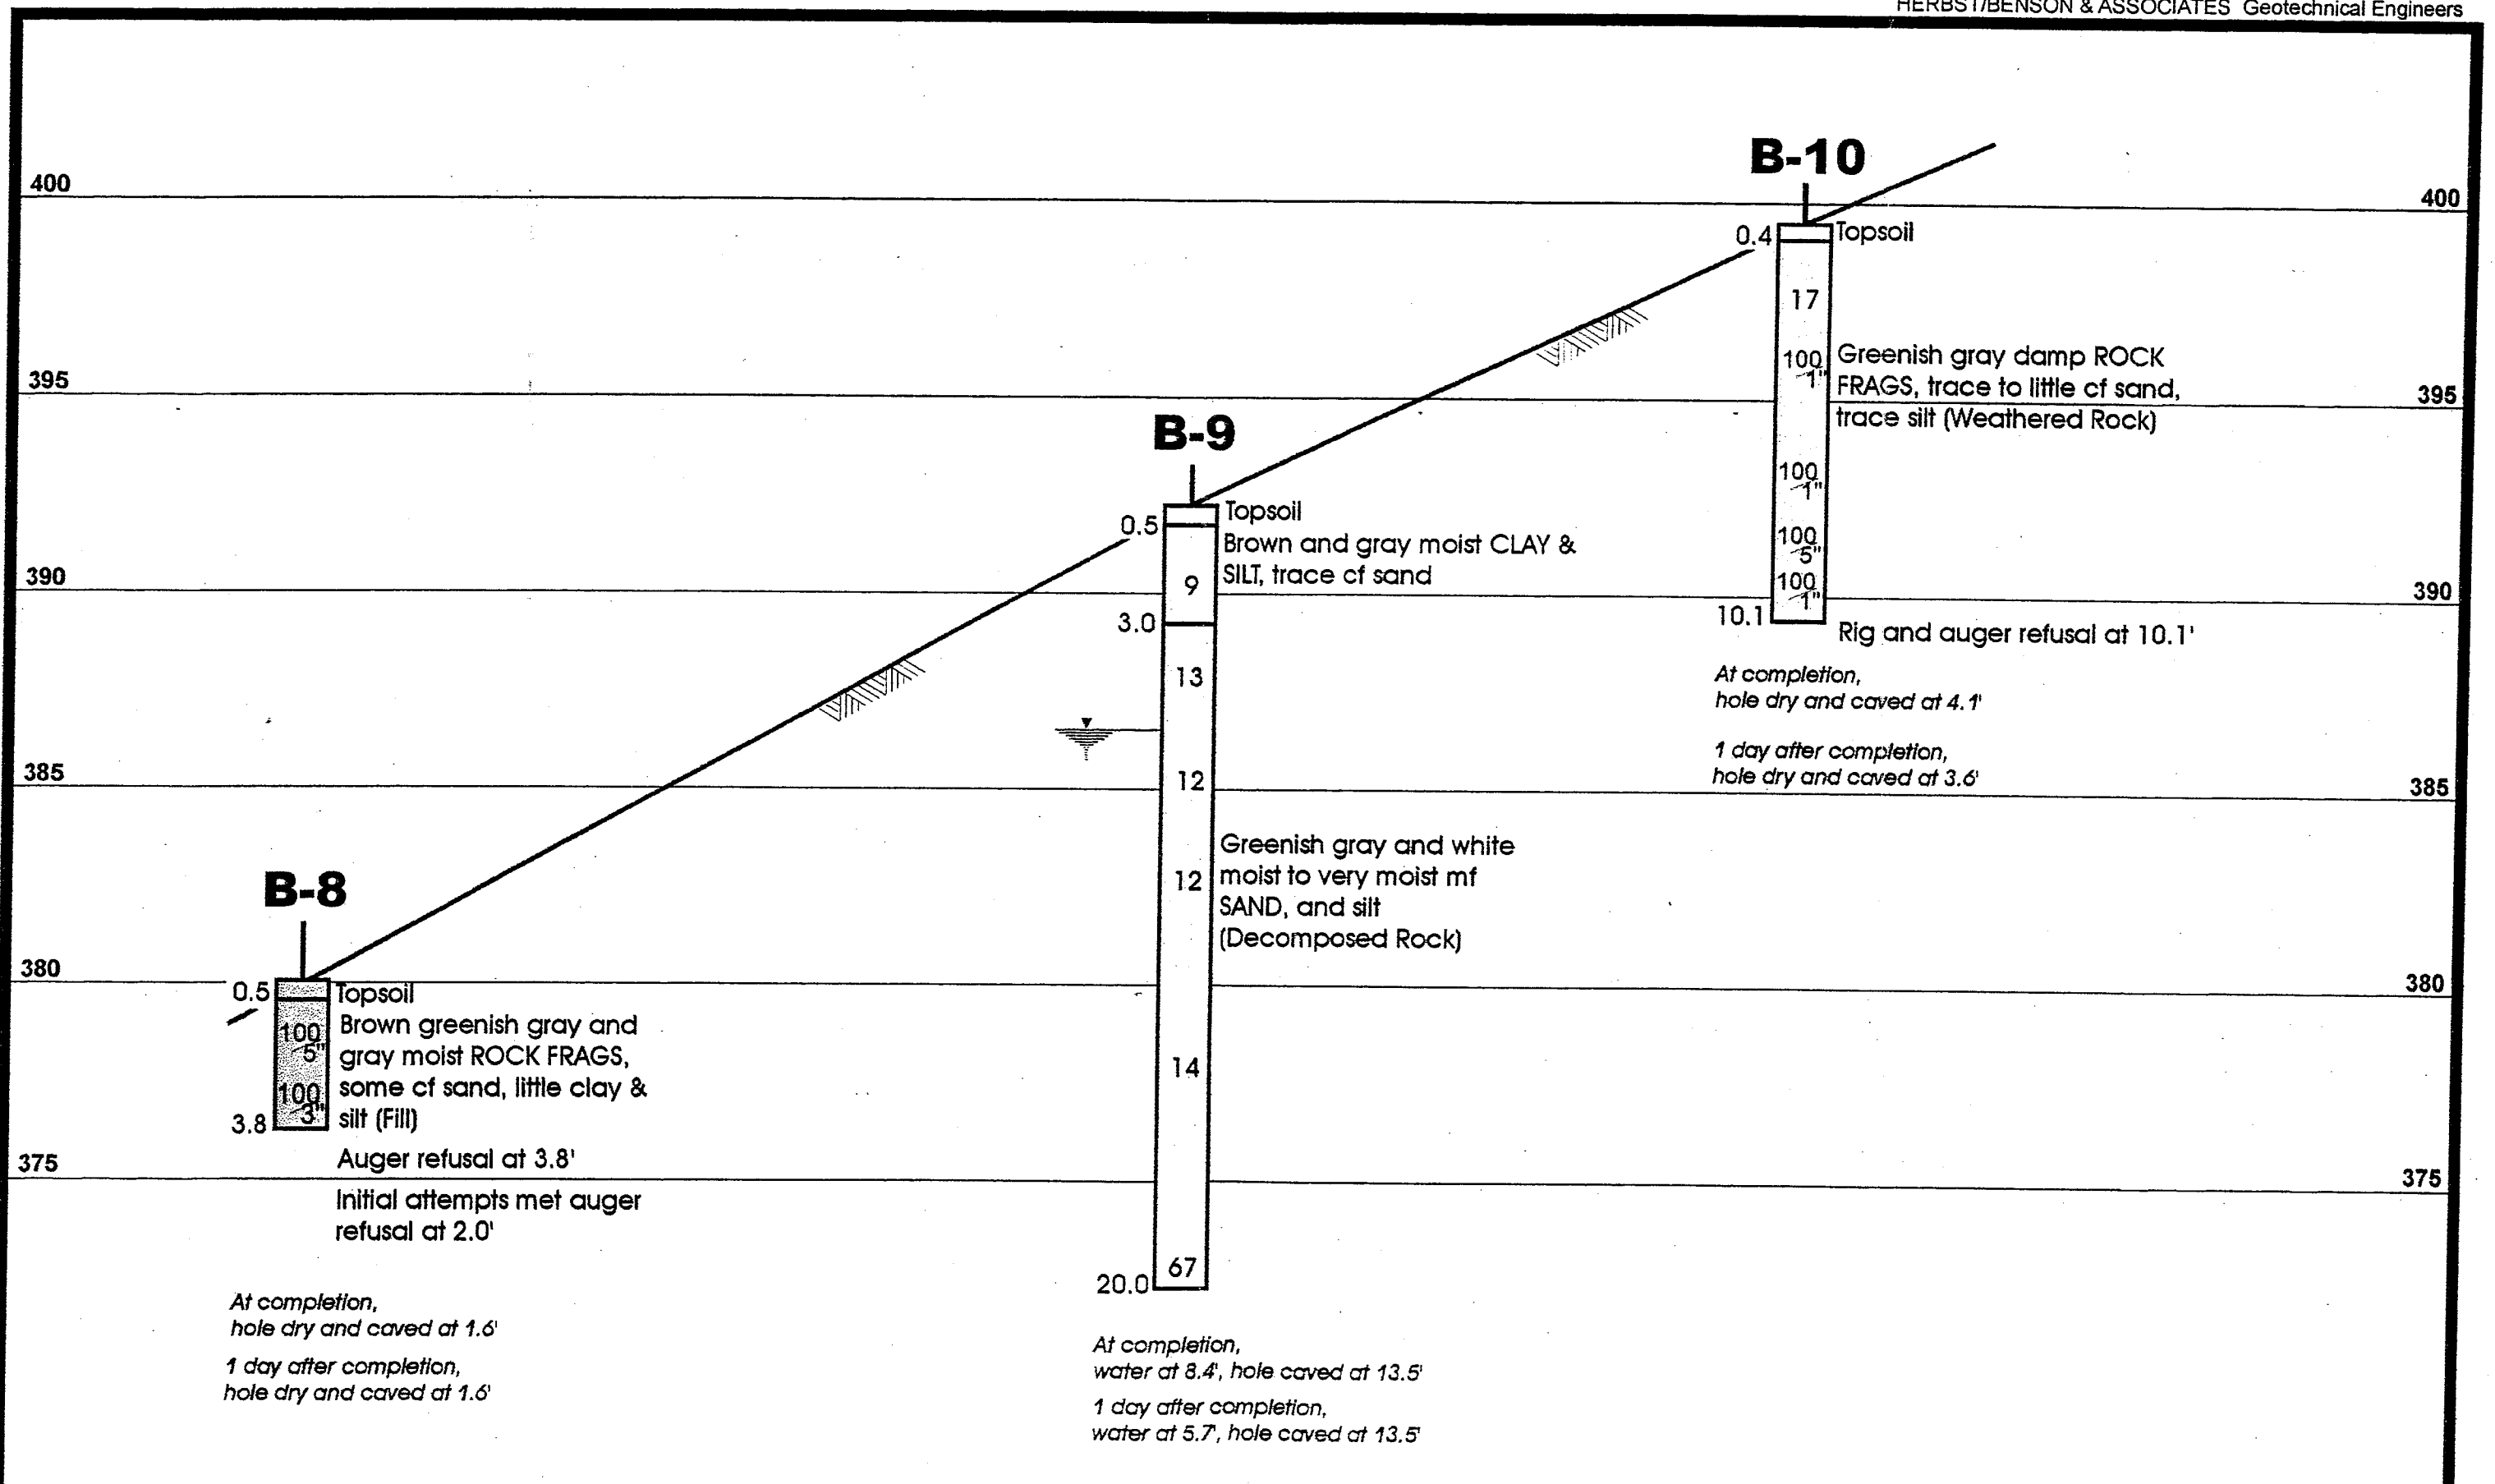 HERBST/BENSON & ASSOCIATES Geotechnical Engineers
B-10
400
400
0.4
Topsoil
17
100
1"
Greenish gray damp ROCK
FRAGS, trace to little cf sand,
trace silt (Weathered Rock)
395
395
100
1"
100
5"
100
1"
10.1
Rig and auger refusal at 10.1'
At completion,
hole dry and caved at 4.1'
1 day after completion,
hole dry and caved at 3.6'
B-9
0.5
Topsoil
Brown and gray moist CLAY &
SILT, trace cf sand
9
390
390
3.0
13
12
385
385
12
Greenish gray and white
moist to very moist mf
SAND, and silt
(Decomposed Rock)
14
67
20.0
At completion,
water at 8.4', hole caved at 13.5'
1 day after completion,
water at 5.7', hole caved at 13.5'
B-8
380
380
0.5
Topsoil
100
5"
100
3"
Brown greenish gray and
gray moist ROCK FRAGS,
some cf sand, little clay &
silt (Fill)
3.8
Auger refusal at 3.8'
375
375
Initial attempts met auger
refusal at 2.0'
At completion,
hole dry and caved at 1.6'
1 day after completion,
hole dry and caved at 1.6'